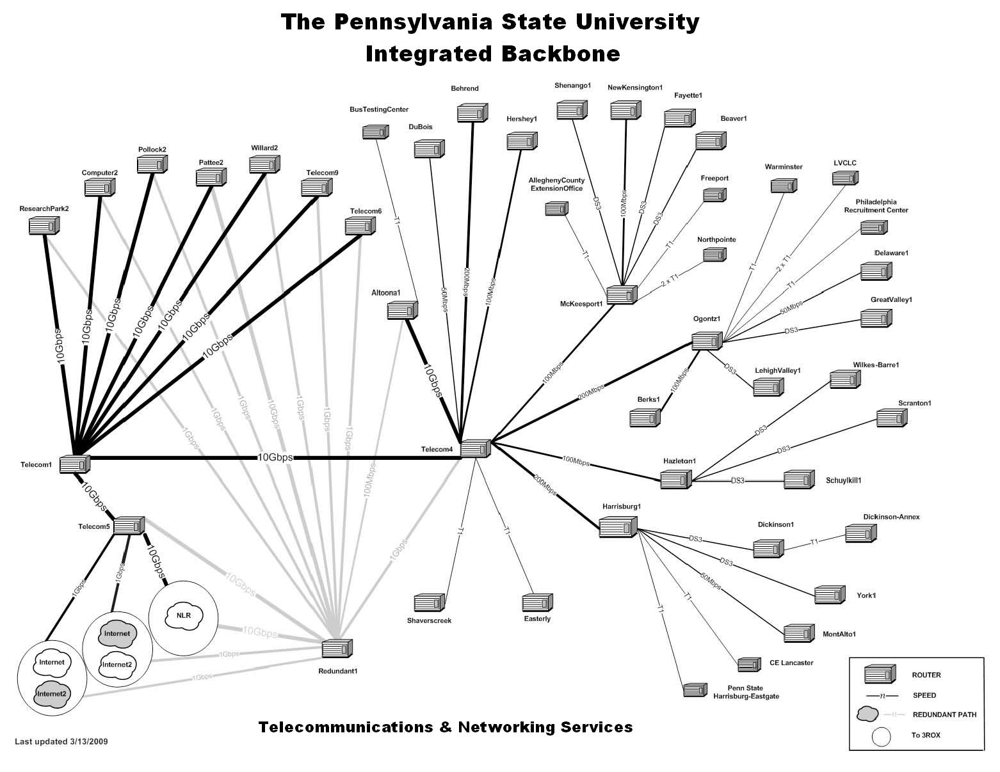 The Pennsylvania State University
Integrated Backbone
Shenango1
NewKensington1
Behrend
Fayette1
BusTestingCenter
Hershey1
Beaver1
DuBois
Pollock2
Willard2
Pattee2
Computer2
Telecom9
Warminster
LVCLC
AlleghenyCounty
ExtensionOffice
Freeport
ResearchPark2
Telecom6
Philadelphia
Recruitment Center
DS3
100Mbps
DS3
DS3
T1
Northpointe
T1
T1
Delaware1
T1
2 x T1
T1
200Mbps
100Mbps
50Mbps
2 x T1
Altoona1
McKeesport1
GreatValley1
50Mbps
Ogontz1
DS3
10Gbps
10Gbps
10Gbps
10Gbps
10Gbps
10Gbps
10Gbps
10Gbps
100Mbps
100Mbps
DS3
LehighValley1
Wilkes-Barre1
200Mbps
Berks1
Scranton1
1Gbps
1Gbps
1Gbps
10Gbps
1Gbps
1Gbps
1Gbps
100Mbps
DS3
DS3
Telecom4
10Gbps
Telecom1
100Mbps
Hazleton1
DS3
Schuylkill1
200Mbps
10Gbps
Harrisburg1
Telecom5
T1
T1
Dickinson1
Dickinson-Annex
DS3
T1
1Gbps
10Gbps
1Gbps
1Gbps
10Gbps
DS3
50Mbps
York1
T1
T1
NLR
Shaverscreek
Easterly
Internet
10Gbps
MontAlto1
Internet
Internet2
1Gbps
Redundant1
1Gbps
Internet2
CE Lancaster
Penn State
Harrisburg-Eastgate
ROUTER
n
SPEED
n
REDUNDANT PATH
To 3ROX
Telecommunications & Networking Services
Last updated 3/13/2009